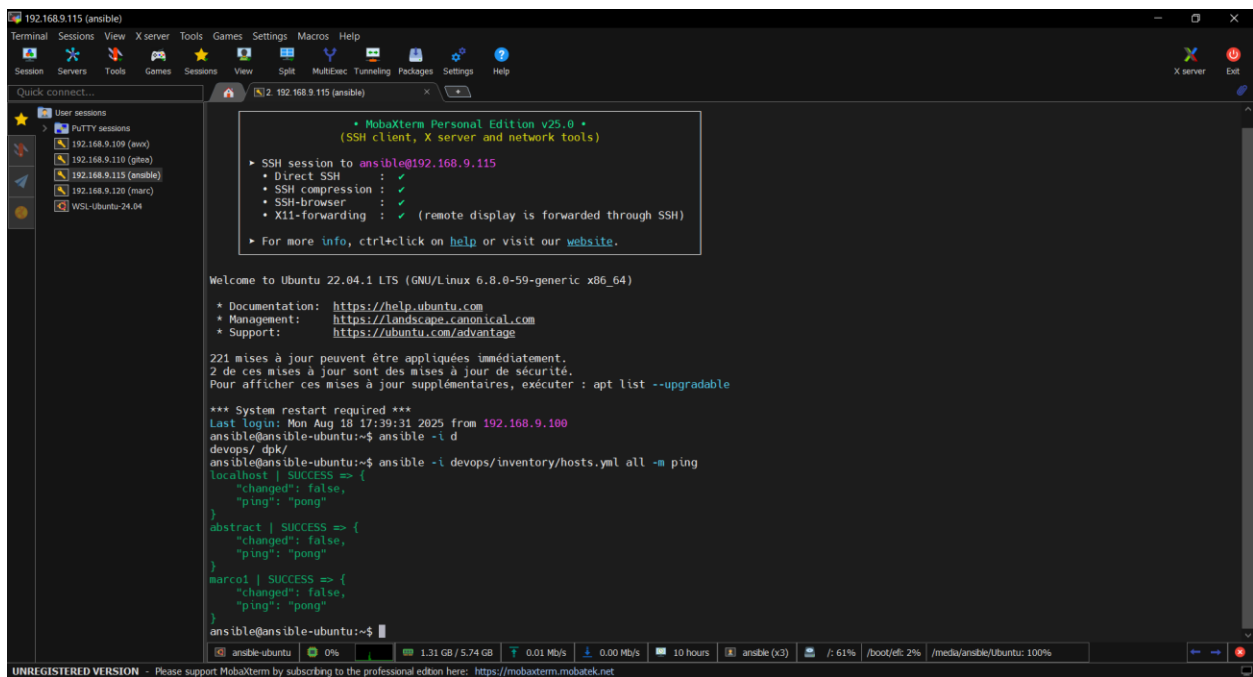 192.168.9.115 (ansible)
Terminal Sessions View X server Tools Games Settings Macros Help
Session Servers Tools Games Sessions View Split MultiExec Tunneling Packages Settings Help X server Exit
Quick connect...
2. 192.168.9.115 (ansible)
User sessions
PuTTY sessions
192.168.9.109 (awx)
192.168.9.110 (gitea)
192.168.9.115 (ansible)
192.168.9.120 (marc)
WSL-Ubuntu-24.04
• MobaXterm Personal Edition v25.0 •
(SSH client, X server and network tools)
► SSH session to ansible@192.168.9.115
• Direct SSH : ✓
• SSH compression : ✓
• SSH-browser : ✓
• X11-forwarding : ✓ (remote display is forwarded through SSH)
► For more info, ctrl+click on help or visit our website.
Welcome to Ubuntu 22.04.1 LTS (GNU/Linux 6.8.0-59-generic x86_64)
* Documentation: https://help.ubuntu.com
* Management: https://landscape.canonical.com
* Support: https://ubuntu.com/advantage
221 mises à jour peuvent être appliquées immédiatement.
2 de ces mises à jour sont des mises à jour de sécurité.
Pour afficher ces mises à jour supplémentaires, exécuter : apt list --upgradable
*** System restart required ***
Last login: Mon Aug 18 17:39:31 2025 from 192.168.9.100
ansible@ansible-ubuntu:~$ ansible -i d
devops/ dpk/
ansible@ansible-ubuntu:~$ ansible -i devops/inventory/hosts.yml all -m ping
localhost | SUCCESS => {
"changed": false,
"ping": "pong"
}
abstract | SUCCESS => {
"changed": false,
"ping": "pong"
}
marco1 | SUCCESS => {
"changed": false,
"ping": "pong"
}
ansible@ansible-ubuntu:~$
ansible-ubuntu 0% 1.31 GB / 5.74 GB 0.01 Mb/s 0.00 Mb/s 10 hours ansible (x3) /: 61% /boot/efi: 2% /media/ansible/Ubuntu: 100%
UNREGISTERED VERSION - Please support MobaXterm by subscribing to the professional edition here: https://mobaxterm.mobatek.net